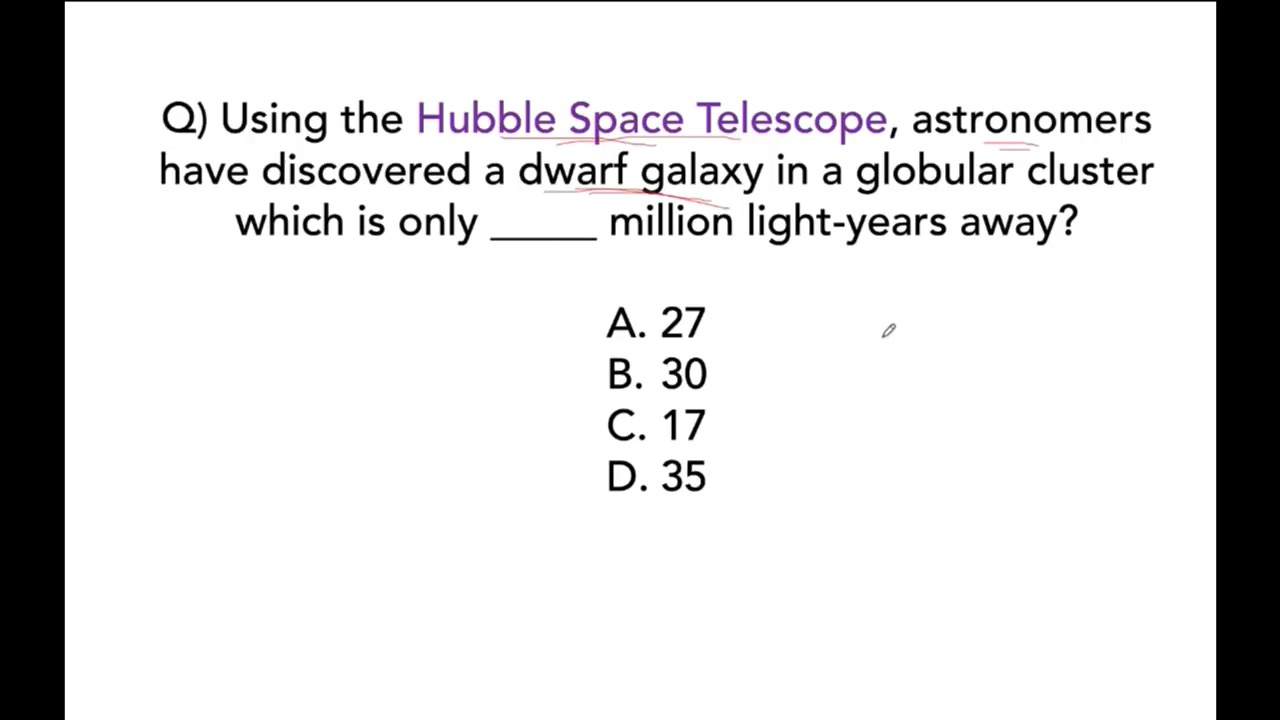 Q) Using the Hubble Space Telescope, astronomers
have discovered a dwarf galaxy in a globular cluster
which is only _____ million light-years away?
A. 27
B. 30
C. 17
D. 35